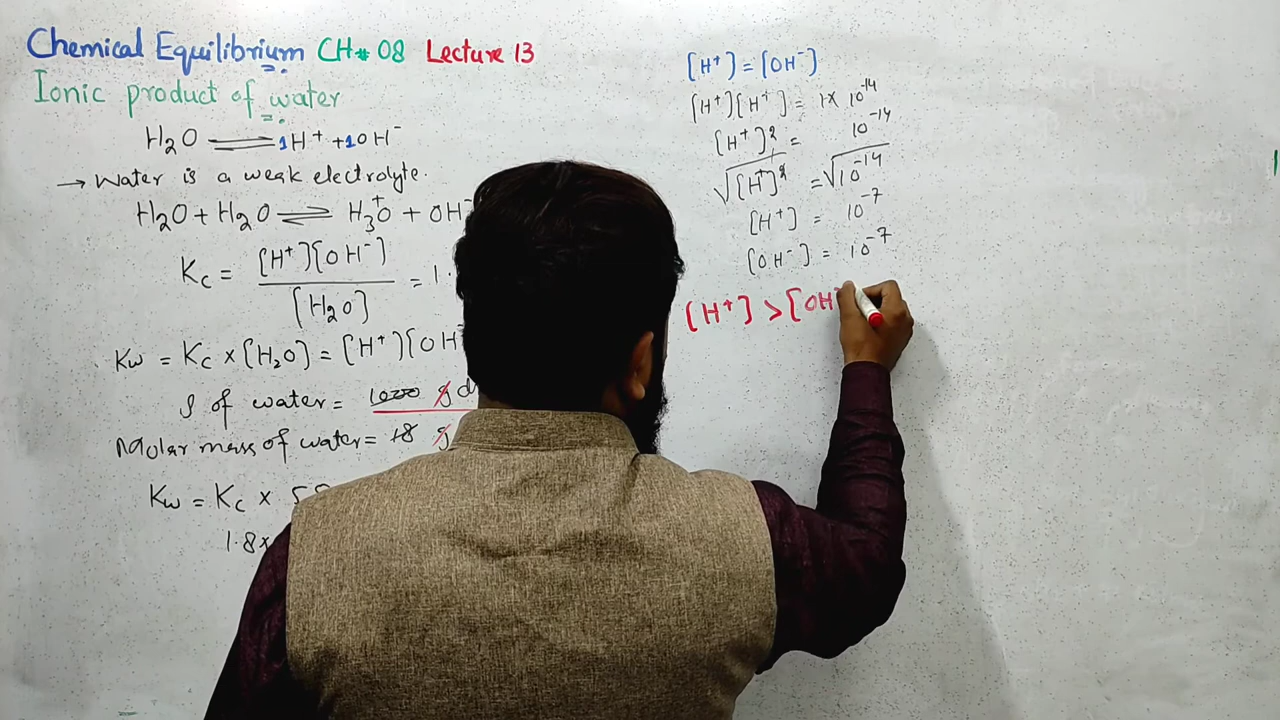 Chemical Equilibrium CH# 08 Lecture 13
Ionic product of water
H₂O ⇌ 1H⁺ + 1OH⁻
→ Water is a weak electrolyte.
H₂O + H₂O ⇌ H₃O⁺ + OH⁻
Kc = [H⁺][OH⁻] / [H₂O] = 1.
Kw = Kc × [H₂O] = [H⁺][OH⁻
ρ of water = 1000 g d
Molar mass of water = 18 g
Kw = Kc × 55
1.8×
[H⁺] = [OH⁻]
[H⁺][H⁺] = 1× 10⁻¹⁴
[H⁺]² = 10⁻¹⁴
√[H⁺]² = √10⁻¹⁴
[H⁺] = 10⁻⁷
[OH⁻] = 10⁻⁷
[H⁺] > [OH